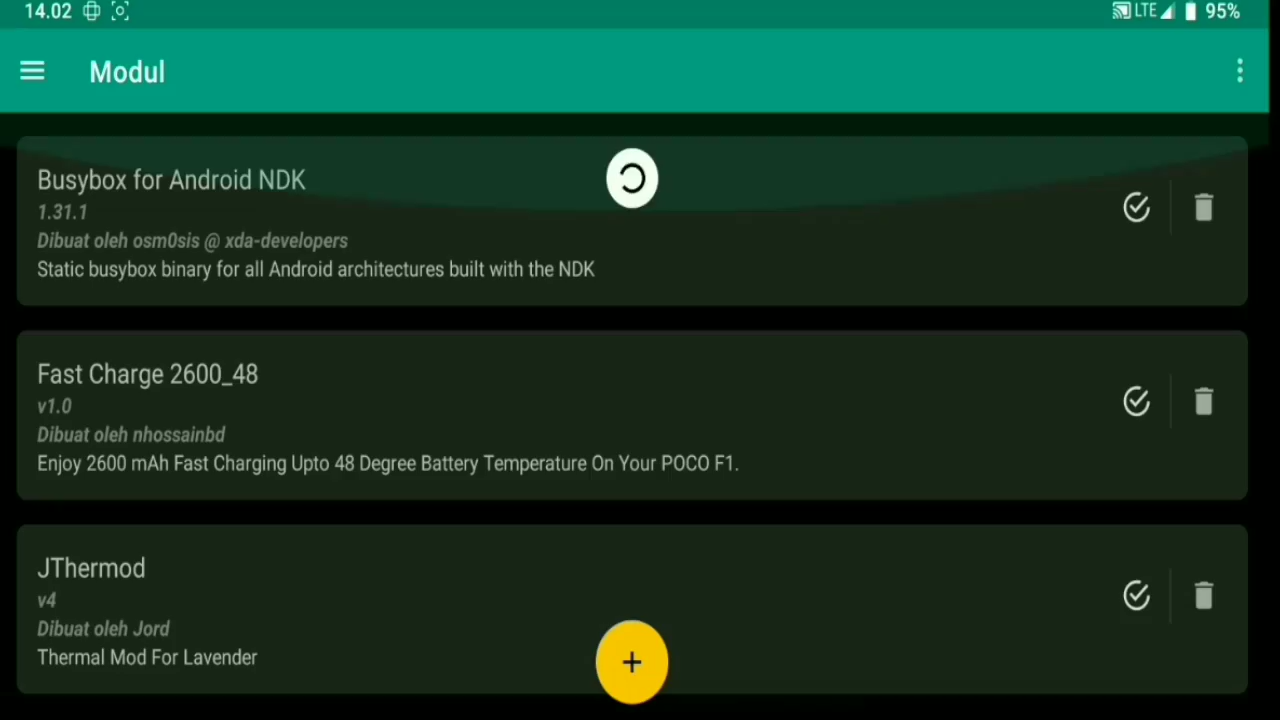 14.02
LTE
95%
Modul
Busybox for Android NDK
1.31.1
Dibuat oleh osm0sis @ xda-developers
Static busybox binary for all Android architectures built with the NDK
Fast Charge 2600_48
v1.0
Dibuat oleh nhossainbd
Enjoy 2600 mAh Fast Charging Upto 48 Degree Battery Temperature On Your POCO F1.
JThermod
v4
Dibuat oleh Jord
Thermal Mod For Lavender